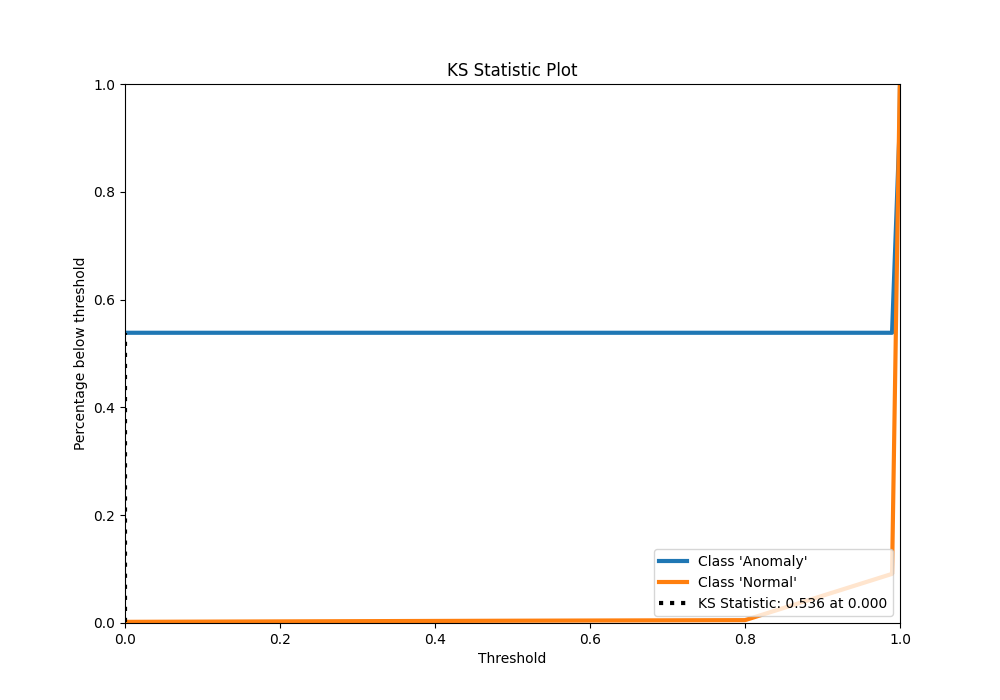 KS Statistic Plot
1.0
0.8
0.6
0.4
0.2
0.0
Percentage below threshold
Class 'Anomaly'
Class 'Normal'
KS Statistic: 0.536 at 0.000
0.0 0.2 0.4 0.6 0.8 1.0
Threshold